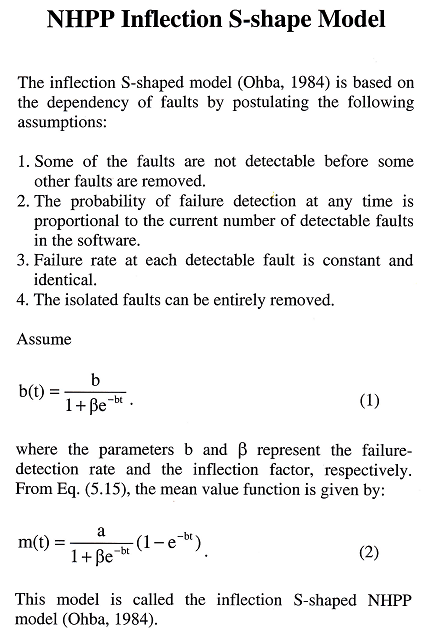 NHPP Inflection S-shape Model
The inflection S-shaped model (Ohba, 1984) is based on
the dependency of faults by postulating the following
assumptions:
1. Some of the faults are not detectable before some
other faults are removed.
2. The probability of failure detection at any time is
proportional to the current number of detectable faults
in the software.
3. Failure rate at each detectable fault is constant and
identical.
4. The isolated faults can be entirely removed.
Assume
b(t) = b / (1 + βe^{-bt}) . (1)
where the parameters b and β represent the failure-
detection rate and the inflection factor, respectively.
From Eq. (5.15), the mean value function is given by:
m(t) = a / (1 + βe^{-bt}) (1 − e^{-bt}) . (2)
This model is called the inflection S-shaped NHPP
model (Ohba, 1984).